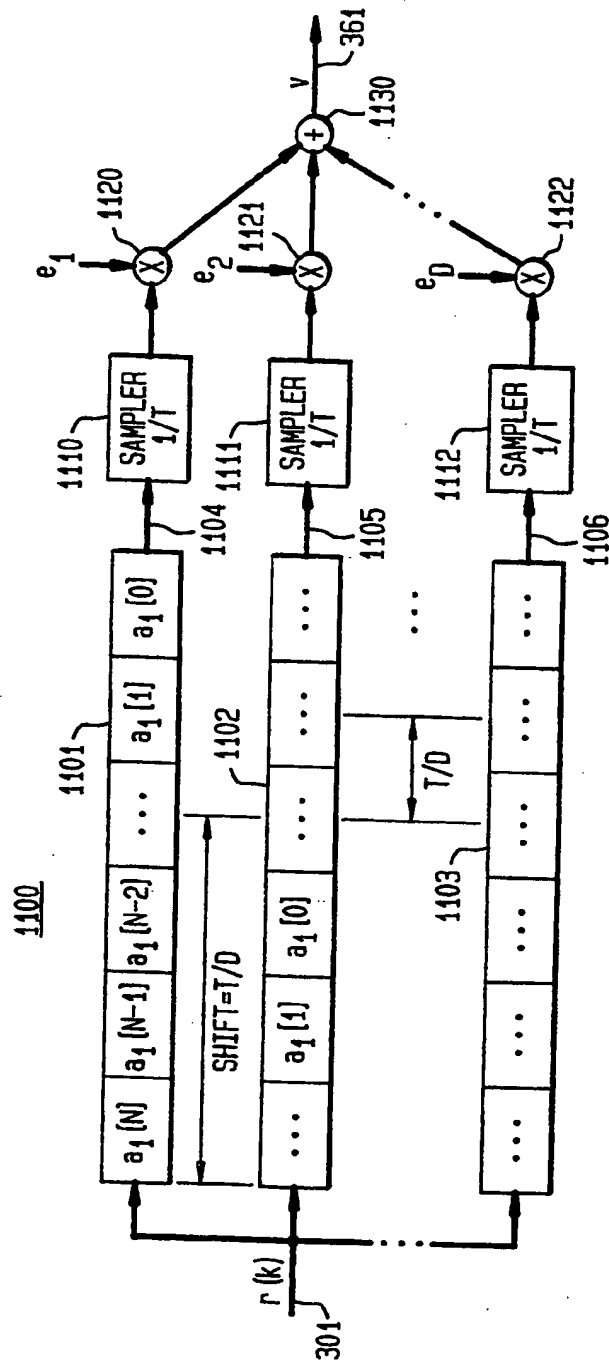 1100
1101
a₁[N]
a₁[N-1]
a₁[N-2]
...
a₁[1]
a₁[0]
1104
1110
SAMPLER
1/T
e₁
X
1120
SHIFT=T/D
r(k)
301
1102
...
a₁[1]
a₁[0]
...
...
...
1105
1111
SAMPLER
1/T
e₂
X
1121
+
1130
V
361
T/D
...
1103
...
...
...
...
...
...
1106
1112
SAMPLER
1/T
e_D
X
1122